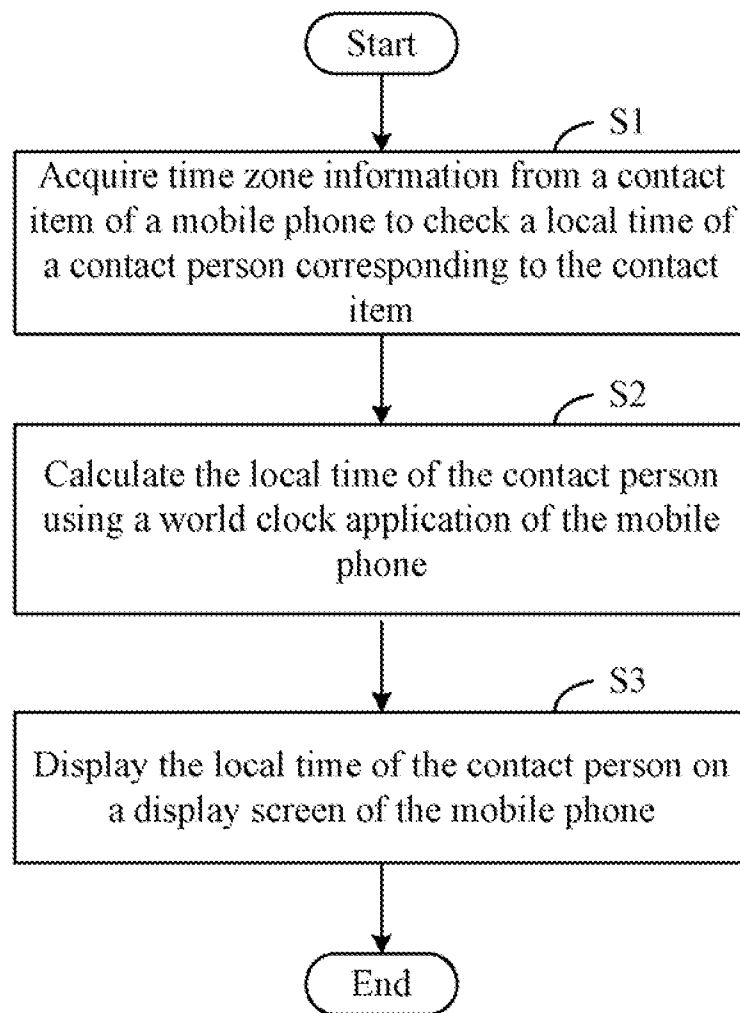 Start
S1
Acquire time zone information from a contact
item of a mobile phone to check a local time of
a contact person corresponding to the contact
item
S2
Calculate the local time of the contact person
using a world clock application of the mobile
phone
S3
Display the local time of the contact person on
a display screen of the mobile phone
End